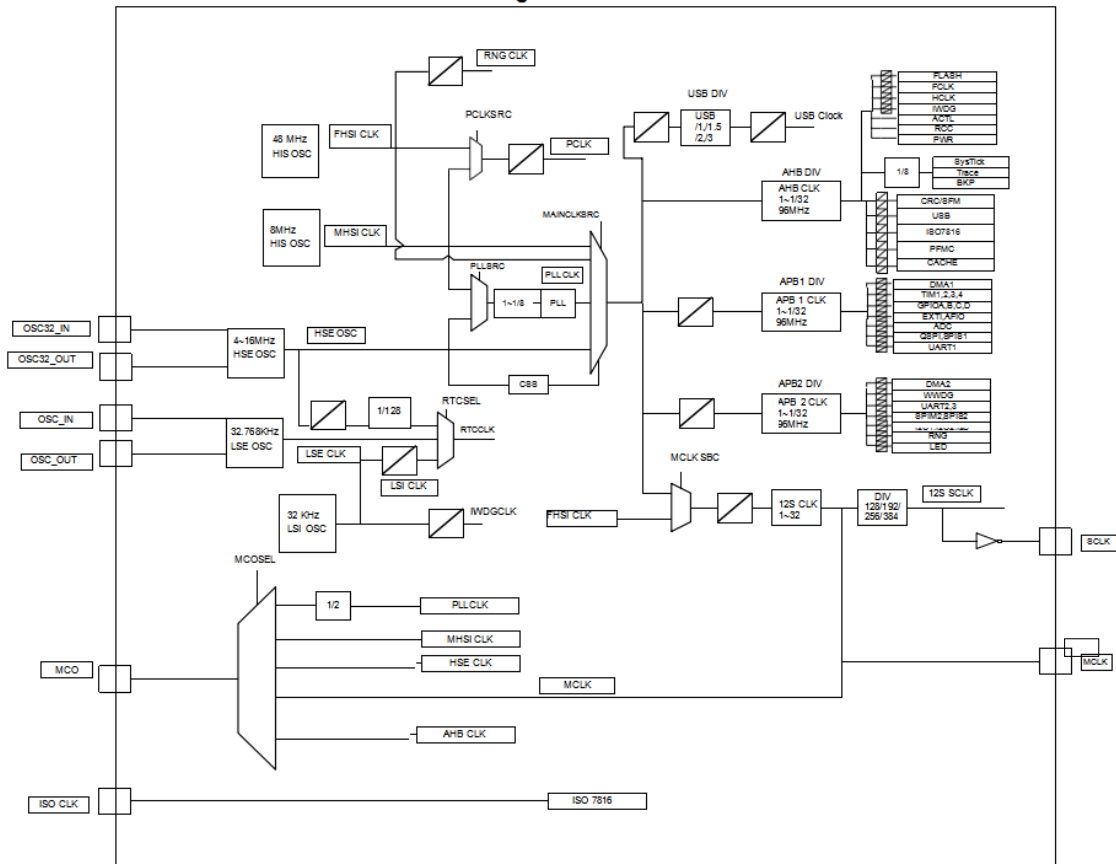 RNG CLK
USB DIV
FLASH
FCLK
HCLK
IWDG
ACTL
RCC
PWR
PCLKSRC
USB
/1,/1.5
/2,/3
USB Clock
48 MHz
HIS OSC
FHSI CLK
PCLK
AHB DIV
1/8
SysTick
Trace
BKP
AHB CLK
1~1/32
96MHz
CRC/SFM
USB
ISO7816
PFMC
CACHE
MAINCLKSRC
8MHz
HIS OSC
MHSI CLK
PLLSRC
PLLCLK
1~1/8
PLL
APB1 DIV
APB 1 CLK
1~1/32
96MHz
DMA1
TIM1,2,3,4
GPIOA,B,C,D
EXTI,AFIO
ADC
QSPI,SPIS1
UART1
OSC32_IN
OSC32_OUT
4~16MHz
HSE OSC
HSE OSC
CSS
APB2 DIV
APB 2 CLK
1~1/32
96MHz
DMA2
WWDG
UART2,3
SPIM2,SPIS2
RNG
LED
OSC_IN
OSC_OUT
1/128
RTCSEL
RTCCLK
32.768KHz
LSE OSC
LSE CLK
LSI CLK
MCLK SBC
32 KHz
LSI OSC
IWDGCLK
FHSI CLK
12S CLK
1~32
DIV
128/192/
256/384
12S SCLK
SCLK
MCOSEL
1/2
PLLCLK
MHSI CLK
HSE CLK
MCO
MCLK
MCLK
AHB CLK
ISO CLK
ISO 7816